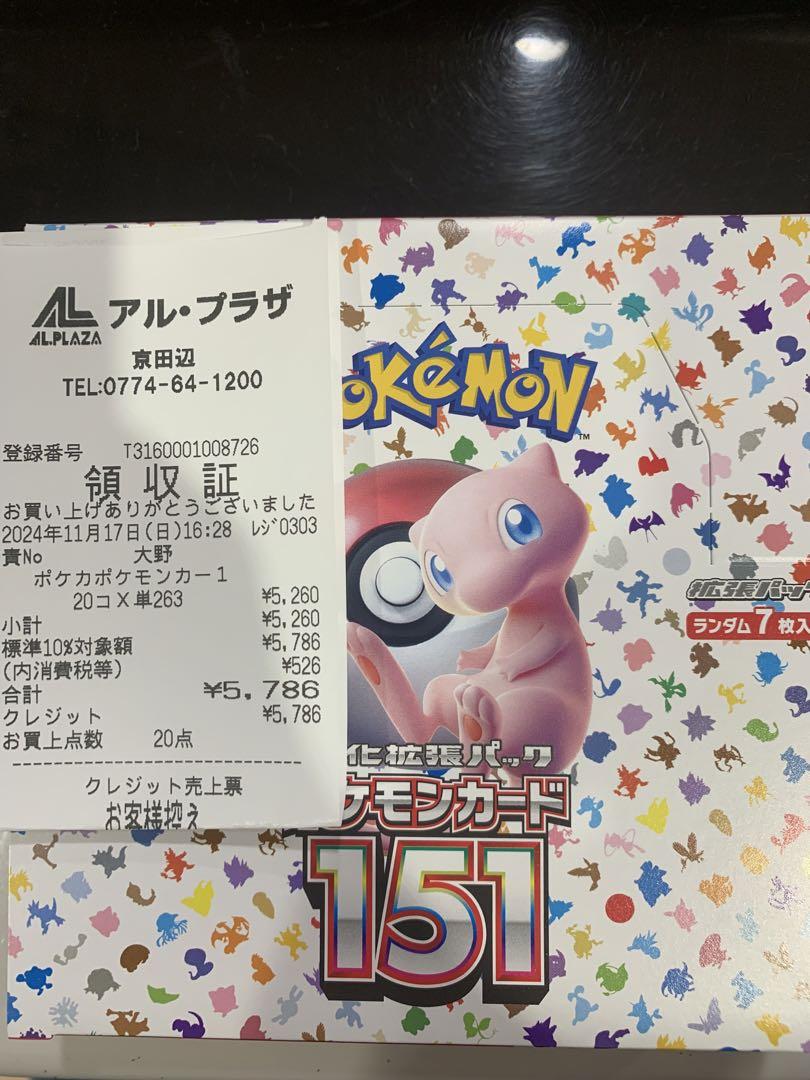 AL アル・プラザ
AL.PLAZA
京田辺
TEL:0774-64-1200
登録番号 T3160001008726
領収証
お買い上げありがとうございました
2024年11月17日(日)16:28 ﾚｼﾞ0303
責No 大野
ポケカポケモンカー1 ¥5,260
20コX単263
小計 ¥5,260
標準10%対象額 ¥5,786
(内消費税等) ¥526
合計 ¥5,786
クレジット ¥5,786
お買上点数 20点
クレジット売上票
お客様控え
POKéMON
TM
拡張パック
ランダム7枚入
化拡張パック
ケモンカード
151